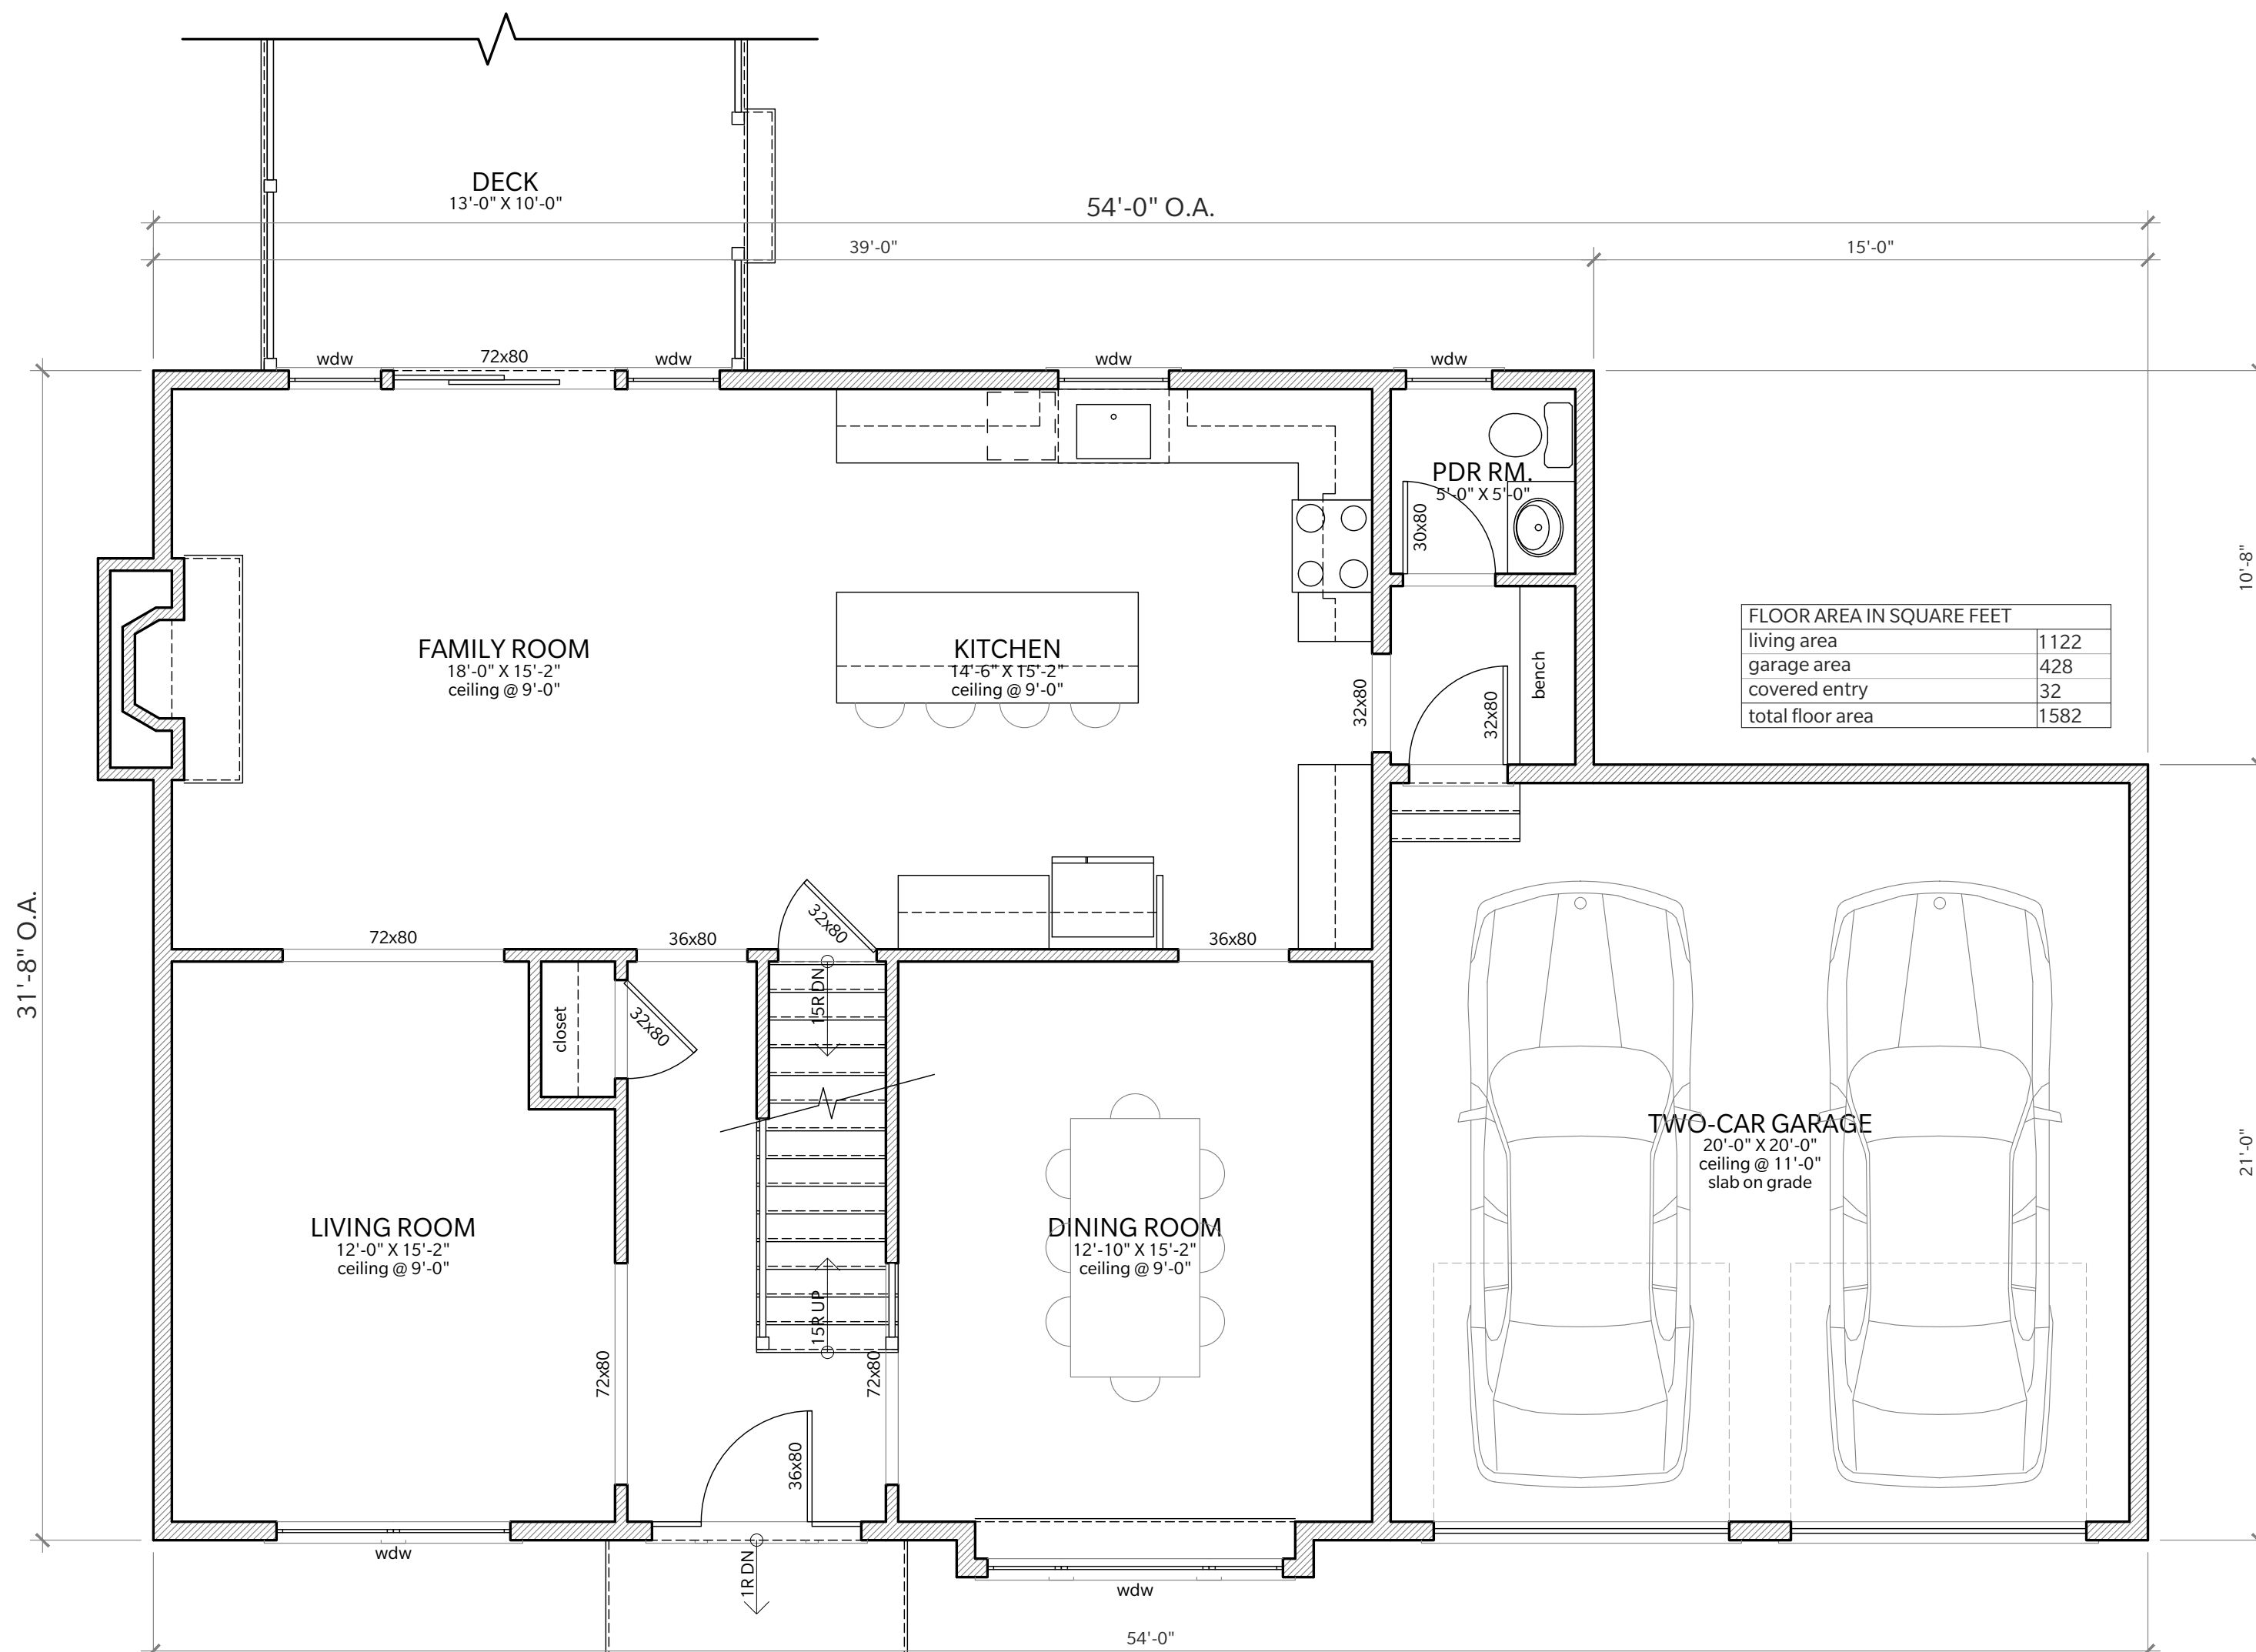 DECK
13'-0" X 10'-0"
54'-0" O.A.
39'-0"
15'-0"
wdw
72x80
wdw
wdw
wdw
PDR RM.
5'-0" X 5'-0"
30x80
10'-8"
FLOOR AREA IN SQUARE FEET
living area 1122
garage area 428
covered entry 32
total floor area 1582
FAMILY ROOM
18'-0" X 15'-2"
ceiling @ 9'-0"
KITCHEN
14'-6" X 15'-2"
ceiling @ 9'-0"
32x80
32x80
bench
31'-8" O.A.
72x80
36x80
32x80
36x80
closet
32x80
15R DN
TWO-CAR GARAGE
20'-0" X 20'-0"
ceiling @ 11'-0"
slab on grade
21'-0"
LIVING ROOM
12'-0" X 15'-2"
ceiling @ 9'-0"
DINING ROOM
12'-10" X 15'-2"
ceiling @ 9'-0"
15R UP
72x80
72x80
36x80
wdw
1R DN
wdw
54'-0"